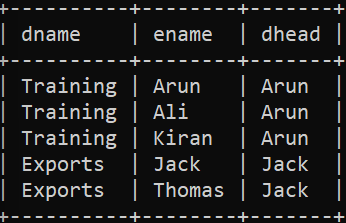 +----------+--------+-------+
| dname    | ename  | dhead |
+----------+--------+-------+
| Training | Arun   | Arun  |
| Training | Ali    | Arun  |
| Training | Kiran  | Arun  |
| Exports  | Jack   | Jack  |
| Exports  | Thomas | Jack  |
+----------+--------+-------+